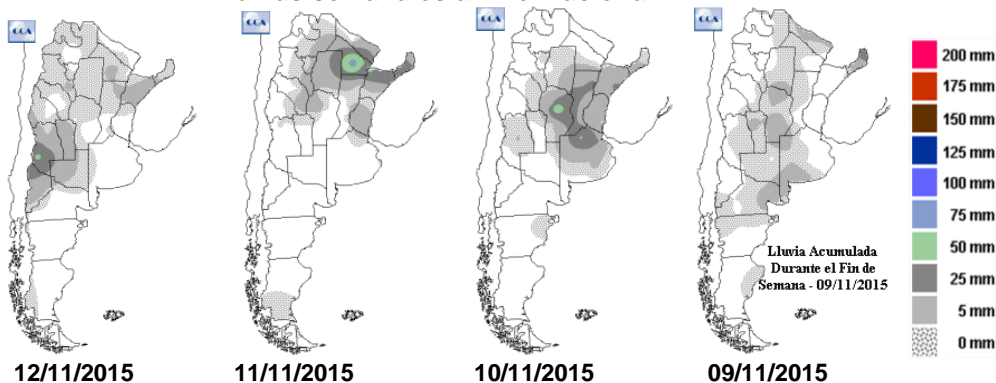 CCA
CCA
CCA
CCA
200 mm
175 mm
150 mm
125 mm
100 mm
75 mm
50 mm
25 mm
5 mm
0 mm
Lluvia Acumulada
Durante el Fin de
Semana - 09/11/2015
12/11/2015
11/11/2015
10/11/2015
09/11/2015